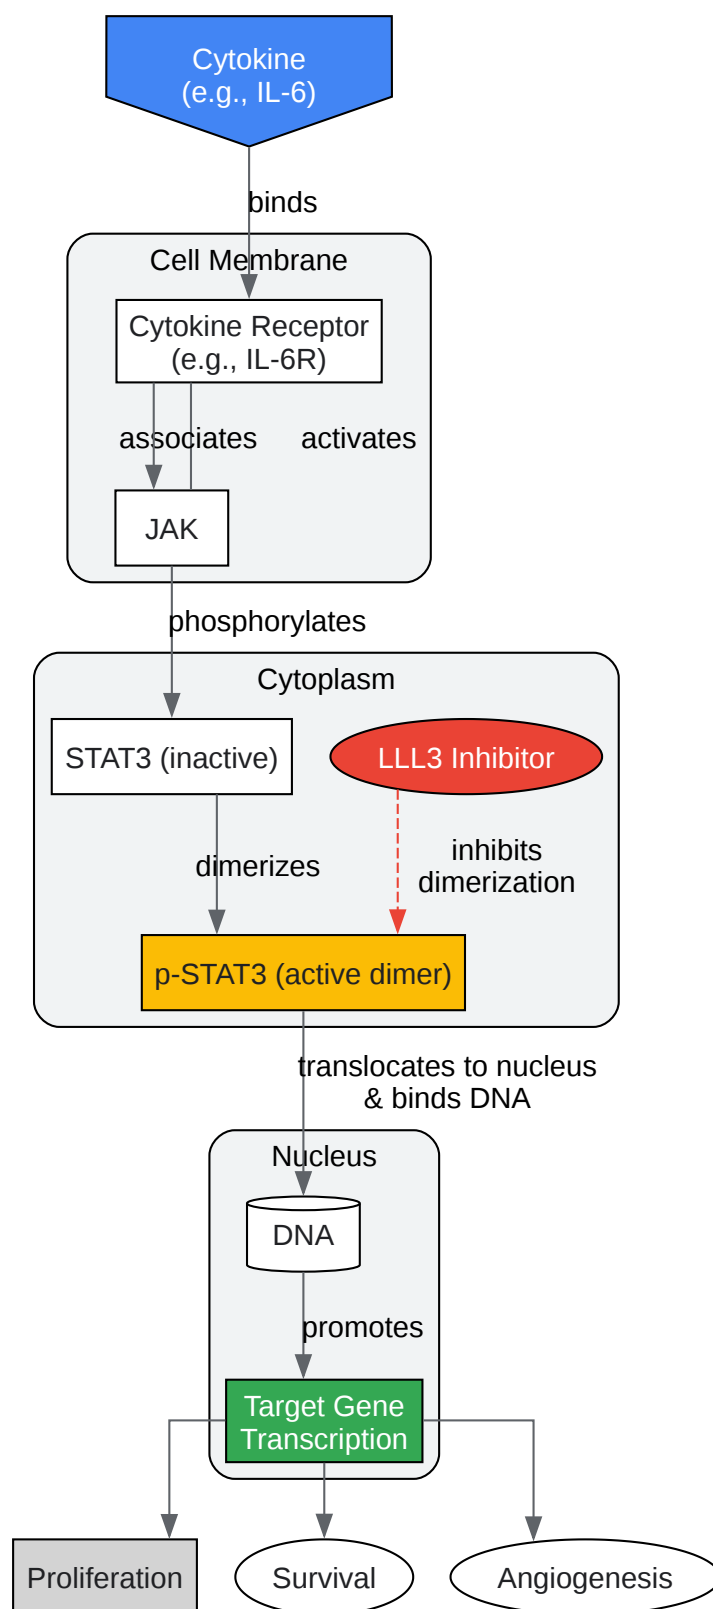 Cytokine
(e.g., IL-6)
binds
Cell Membrane
Cytokine Receptor
(e.g., IL-6R)
associates
activates
JAK
phosphorylates
Cytoplasm
STAT3 (inactive)
LLL3 Inhibitor
dimerizes
inhibits
dimerization
p-STAT3 (active dimer)
translocates to nucleus
& binds DNA
Nucleus
DNA
promotes
Target Gene
Transcription
Proliferation
Survival
Angiogenesis